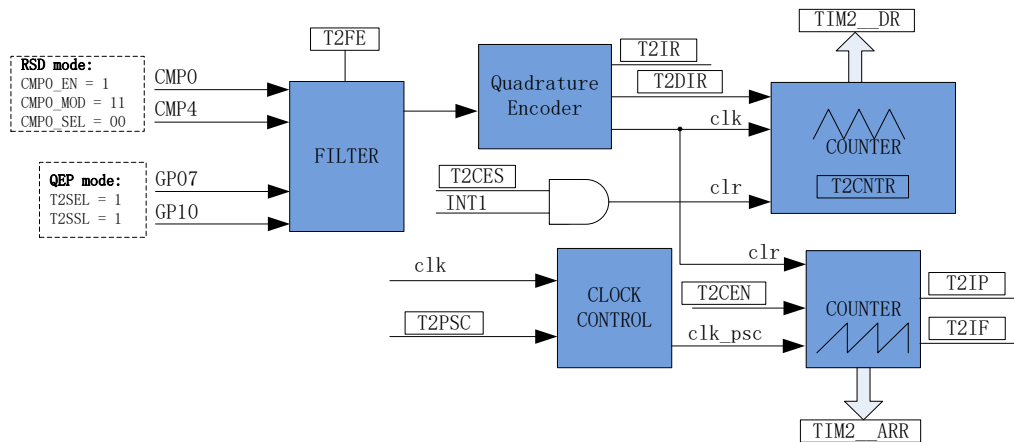 TIM2__DR
T2FE
RSD mode:
CMP0_EN = 1
CMP0_MOD = 11
CMP0_SEL = 00
CMP0
CMP4
FILTER
Quadrature
Encoder
T2IR
T2DIR
clk
COUNTER
T2CNTR
QEP mode:
T2SEL = 1
T2SSL = 1
GP07
GP10
T2CES
INT1
clr
clk
T2PSC
CLOCK
CONTROL
clr
T2CEN
clk_psc
COUNTER
T2IP
T2IF
TIM2__ARR